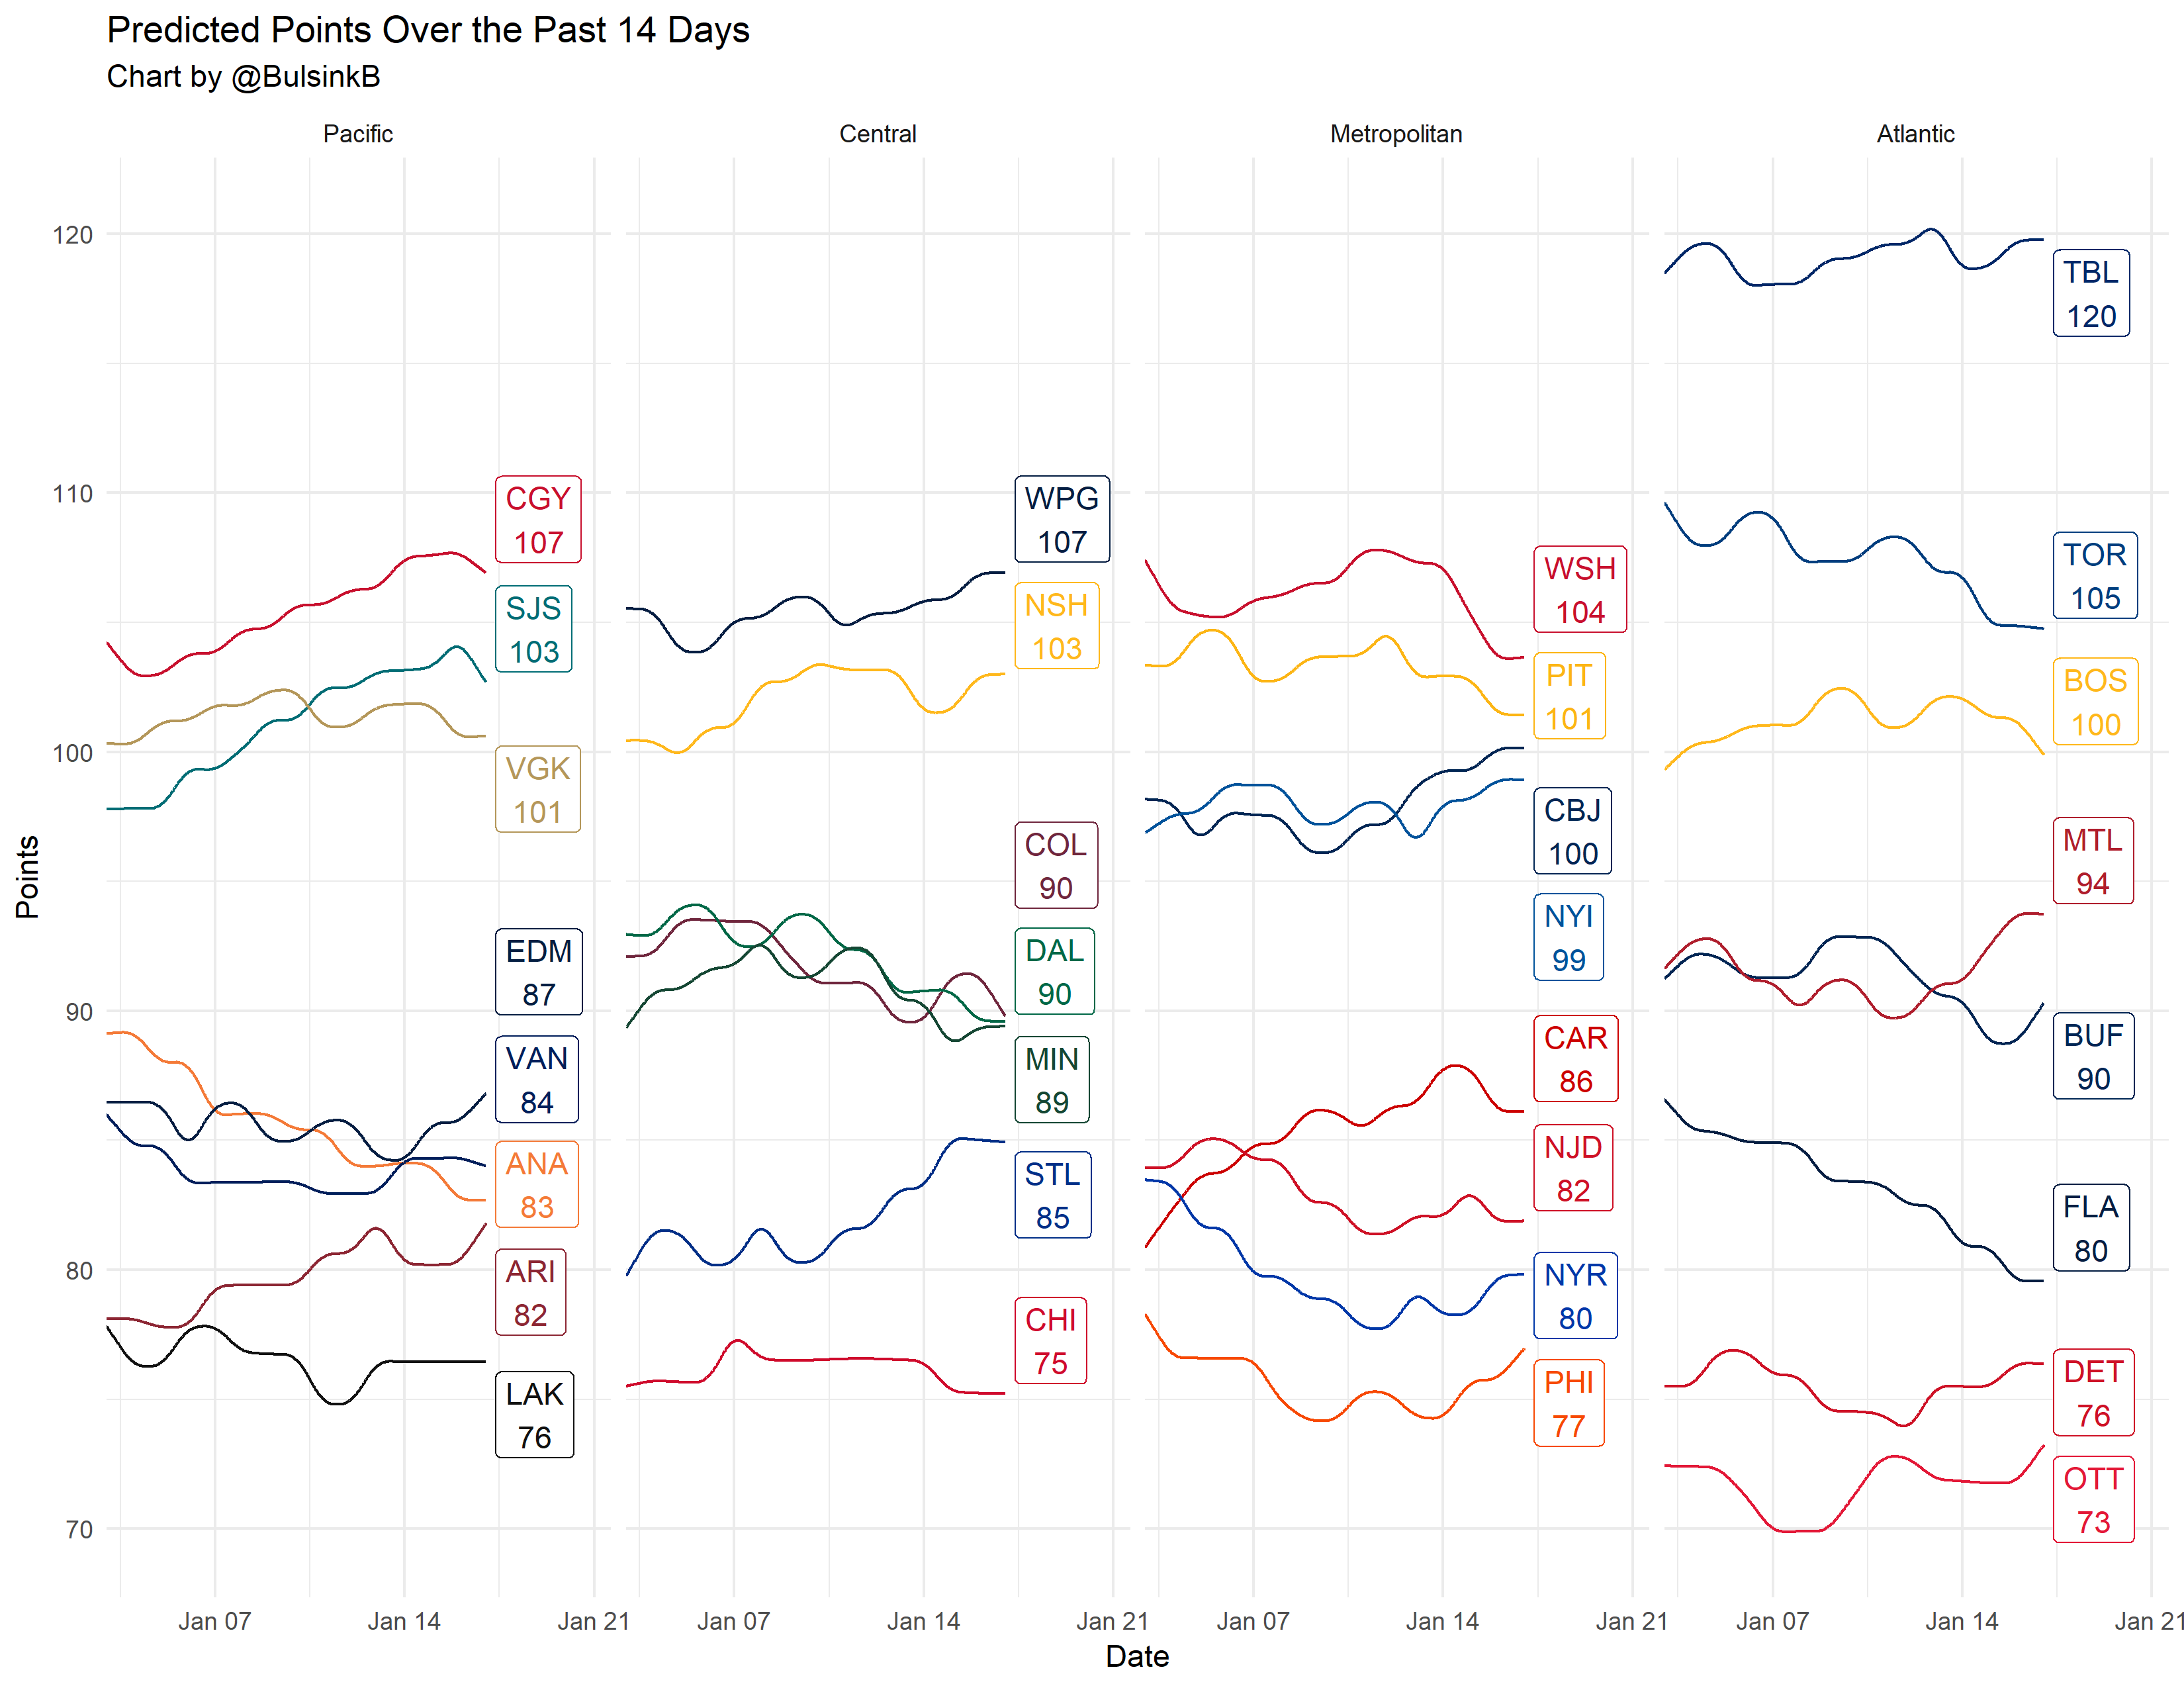 Predicted Points Over the Past 14 Days
Chart by @BulsinkB
Pacific
Central
Metropolitan
Atlantic
Points
120
110
100
90
80
70
CGY
107
SJS
103
VGK
101
EDM
87
VAN
84
ANA
83
ARI
82
LAK
76
WPG
107
NSH
103
COL
90
DAL
90
MIN
89
STL
85
CHI
75
WSH
104
PIT
101
CBJ
100
NYI
99
CAR
86
NJD
82
NYR
80
PHI
77
TBL
120
TOR
105
BOS
100
MTL
94
BUF
90
FLA
80
DET
76
OTT
73
Jan 07
Jan 14
Jan 21
Jan 07
Jan 14
Jan 21
Jan 07
Jan 14
Jan 21
Jan 07
Jan 14
Jan 21
Date